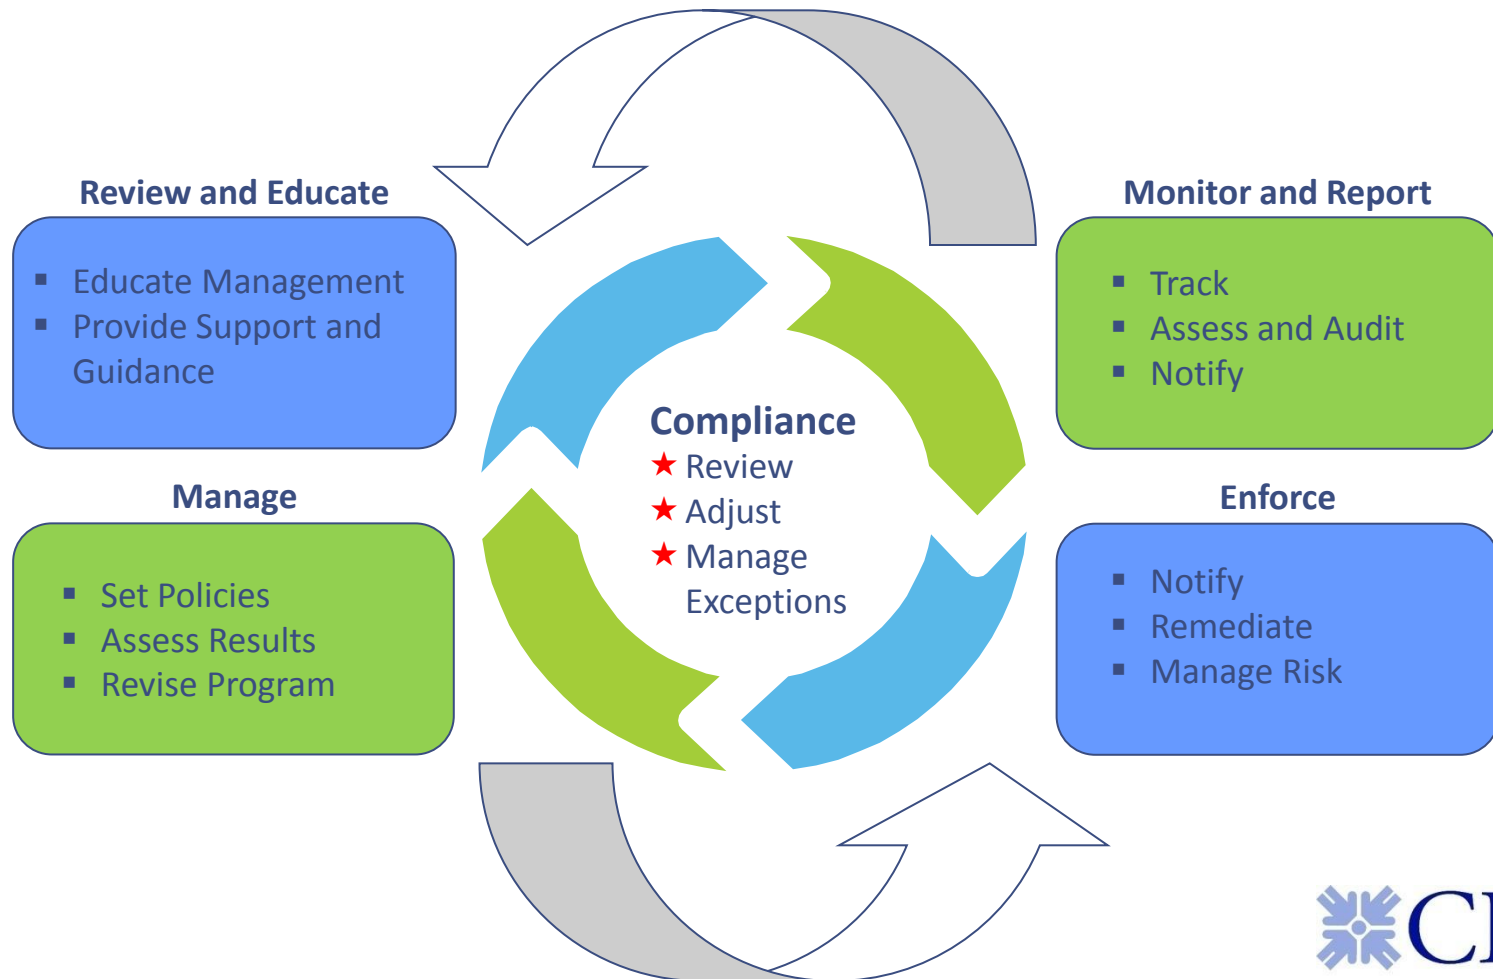 Review and Educate
▪ Educate Management
▪ Provide Support and
Guidance
Monitor and Report
▪ Track
▪ Assess and Audit
▪ Notify
Compliance
★ Review
★ Adjust
★ Manage
Exceptions
Manage
▪ Set Policies
▪ Assess Results
▪ Revise Program
Enforce
▪ Notify
▪ Remediate
▪ Manage Risk